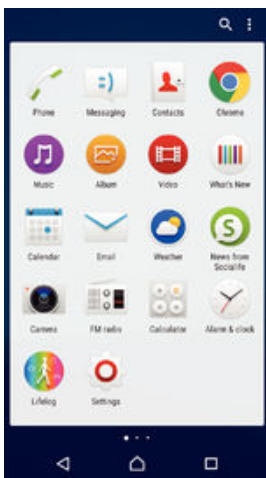 Phone Messaging Contacts Chrome
Music Album Video What's New
Calendar Email Weather News from
Socialife
Camera FM radio Calculator Alarm & clock
Lifelog Settings